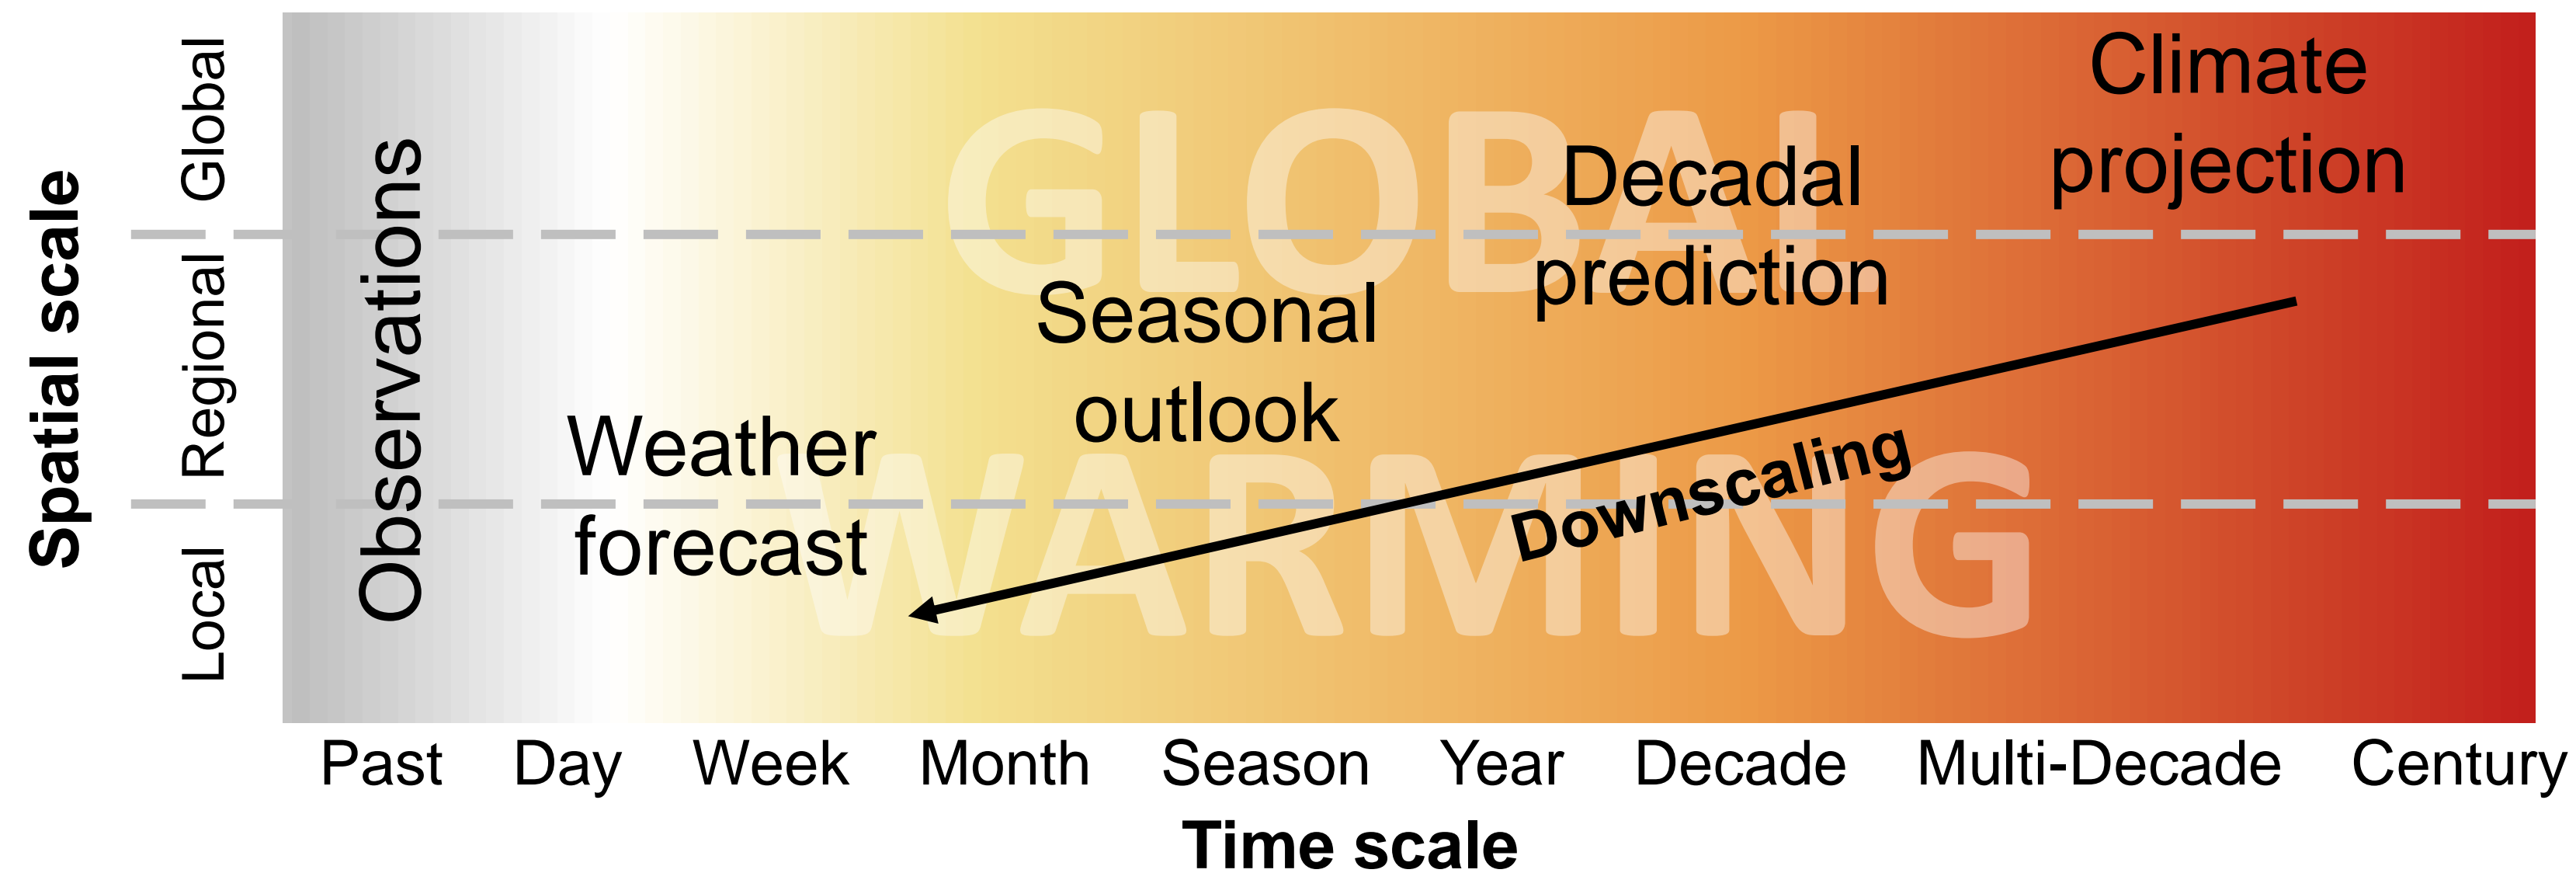 Spatial scale
Global
Regional
Local
Observations
GLOBAL
WARMING
Climate
projection
Decadal
prediction
Seasonal
outlook
Weather
forecast
Downscaling
Past Day Week Month Season Year Decade Multi-Decade Century
Time scale